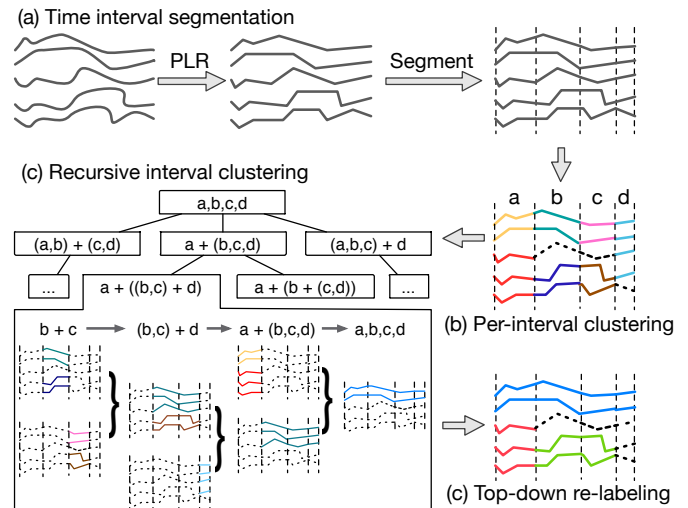 (a) Time interval segmentation
PLR
Segment
(c) Recursive interval clustering
a,b,c,d
(a,b) + (c,d)
a + (b,c,d)
(a,b,c) + d
...
a + ((b,c) + d)
a + (b + (c,d))
...
b + c
(b,c) + d
a + (b,c,d)
a,b,c,d
}
}
}
a
b
c
d
(b) Per-interval clustering
(c) Top-down re-labeling